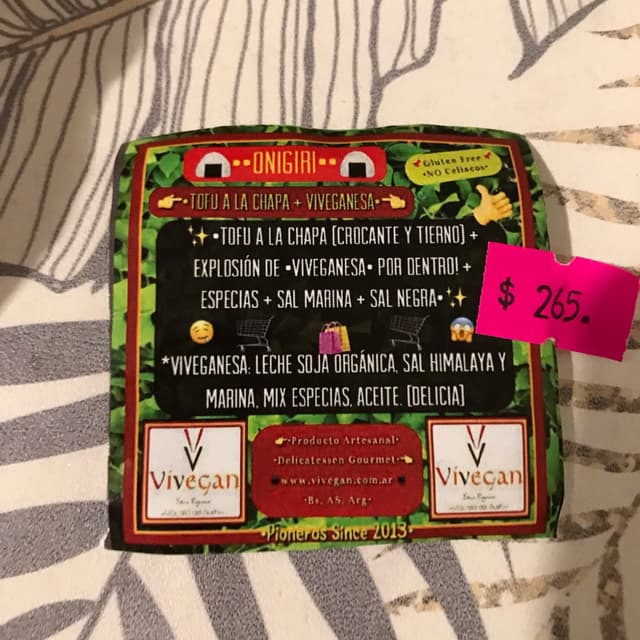 ••ONIGIRI••
Gluten Free
•NO Celiacos•
•TOFU A LA CHAPA + VIVEGANESA•
•TOFU A LA CHAPA (CROCANTE Y TIERNO) +
EXPLOSIÓN DE •VIVEGANESA• POR DENTRO! +
ESPECIAS + SAL MARINA + SAL NEGRA•
$ 265.
*VIVEGANESA: LECHE SOJA ORGÁNICA, SAL HIMALAYA Y
MARINA, MIX ESPECIAS, ACEITE. (DELICIA)
Vivegan
•Producto Artesanal•
•Delicatessen Gourmet•
www.vivegan.com.ar
•Bs. AS. Arg•
Vivegan
•Pioneros Since 2013•